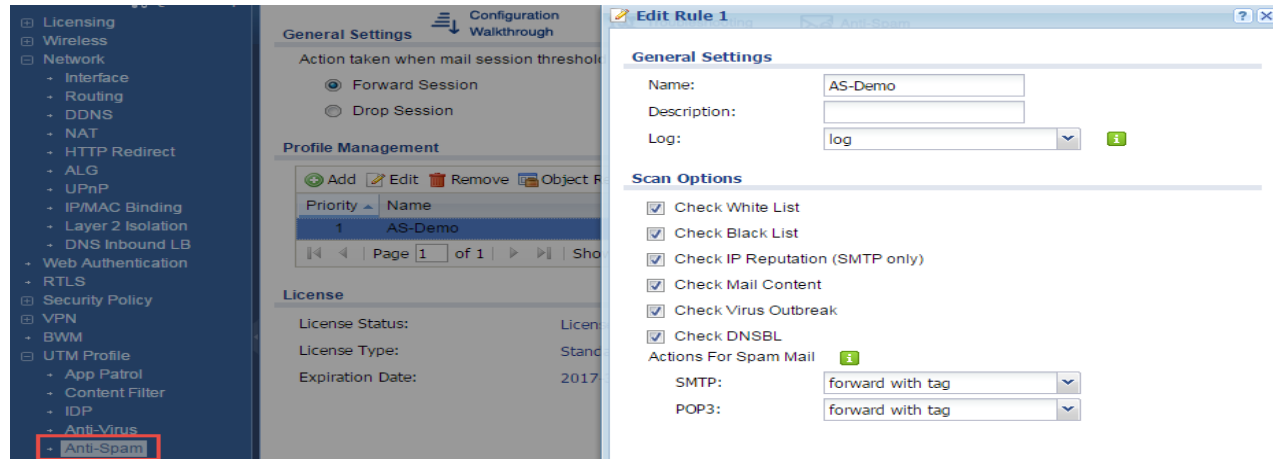 Licensing
Wireless
Network
Interface
Routing
DDNS
NAT
HTTP Redirect
ALG
UPnP
IP/MAC Binding
Layer 2 Isolation
DNS Inbound LB
Web Authentication
RTLS
Security Policy
VPN
BWM
UTM Profile
App Patrol
Content Filter
IDP
Anti-Virus
Anti-Spam
General Settings
Configuration
Walkthrough
Action taken when mail session threshold
Forward Session
Drop Session
Profile Management
Add Edit Remove Object R
Priority Name
1 AS-Demo
Page 1 of 1 Sho
License
License Status: Licens
License Type: Standa
Expiration Date: 2017-
Edit Rule 1
Anti-Spam
General Settings
Name: AS-Demo
Description:
Log: log
Scan Options
Check White List
Check Black List
Check IP Reputation (SMTP only)
Check Mail Content
Check Virus Outbreak
Check DNSBL
Actions For Spam Mail
SMTP: forward with tag
POP3: forward with tag